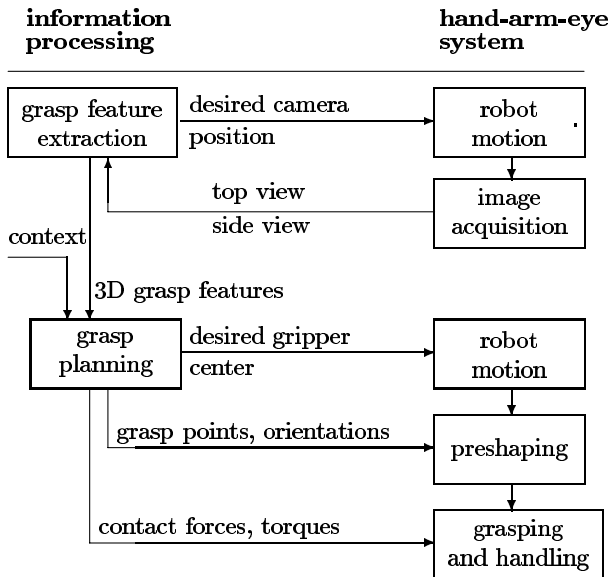 information
processing
hand-arm-eye
system
grasp feature
extraction
desired camera
position
robot
motion
top view
side view
image
acquisition
context
3D grasp features
grasp
planning
desired gripper
center
robot
motion
grasp points, orientations
preshaping
contact forces, torques
grasping
and handling